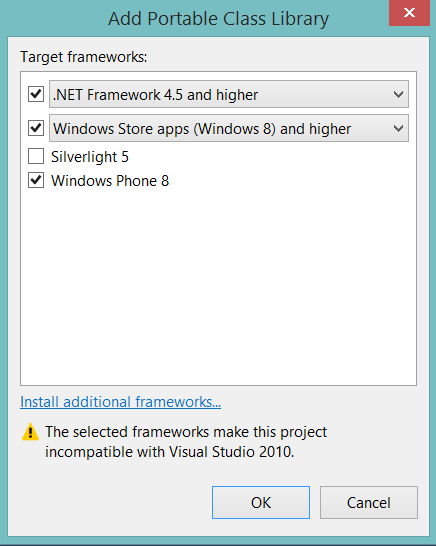 Add Portable Class Library
Target frameworks:
.NET Framework 4.5 and higher
Windows Store apps (Windows 8) and higher
Silverlight 5
Windows Phone 8
Install additional frameworks...
The selected frameworks make this project
incompatible with Visual Studio 2010.
OK
Cancel